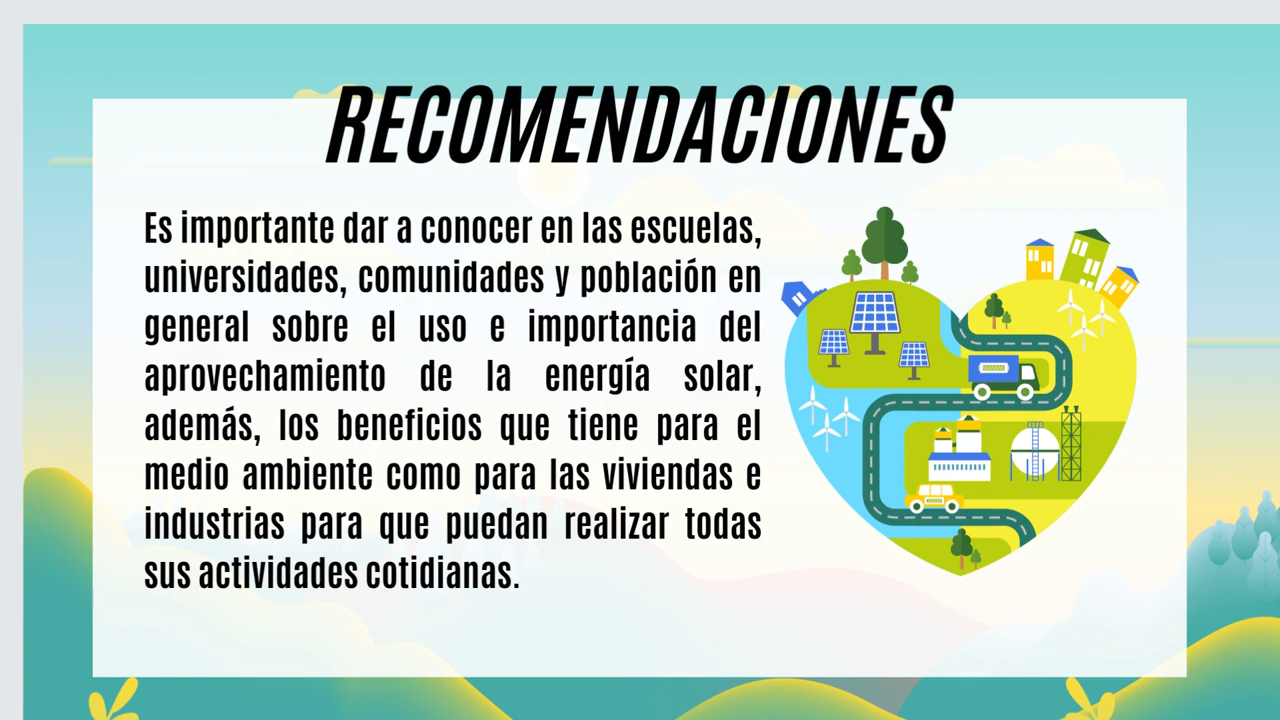 RECOMENDACIONES
Es importante dar a conocer en las escuelas,
universidades, comunidades y población en
general sobre el uso e importancia del
aprovechamiento de la energía solar,
además, los beneficios que tiene para el
medio ambiente como para las viviendas e
industrias para que puedan realizar todas
sus actividades cotidianas.